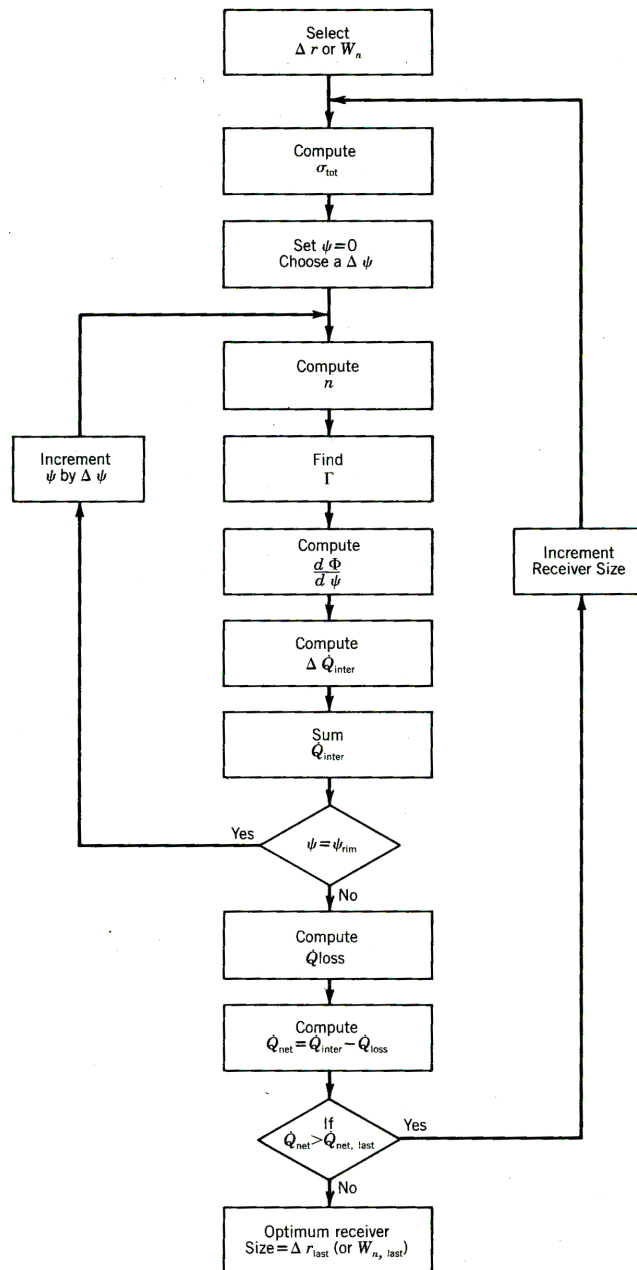 Select
Δ r or Wₙ
Compute
σ_tot
Set ψ=0
Choose a Δ ψ
Compute
n
Increment
ψ by Δ ψ
Find
Γ
Compute
d Φ
d ψ
Increment
Receiver Size
Compute
Δ Q̇_inter
Sum
Q̇_inter
Yes
ψ=ψ_rim
No
Compute
Q̇loss
Compute
Q̇_net=Q̇_inter−Q̇_loss
If
Q̇_net>Q̇_net, last
Yes
No
Optimum receiver
Size=Δ r_last (or W_n, last)